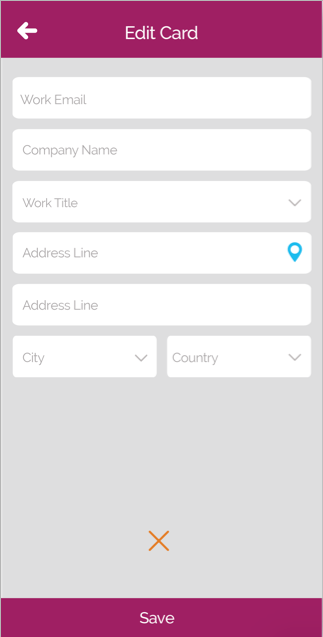 Edit Card
Work Email
Company Name
Work Title
Address Line
Address Line
City
Country
Save